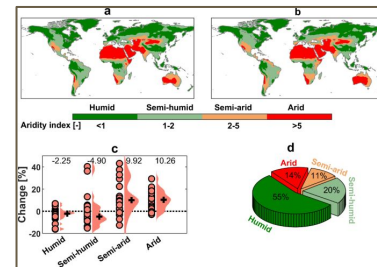 a
b
Humid Semi-humid Semi-arid Arid
Aridity index [-] <1 1-2 2-5 >5
c
d
Change [%]
40
20
0
-20
-2.25 -4.90 9.92 10.26
Humid Semi-humid Semi-arid Arid
Arid
14%
Semi-arid
11%
20%
Semi-humid
55%
Humid